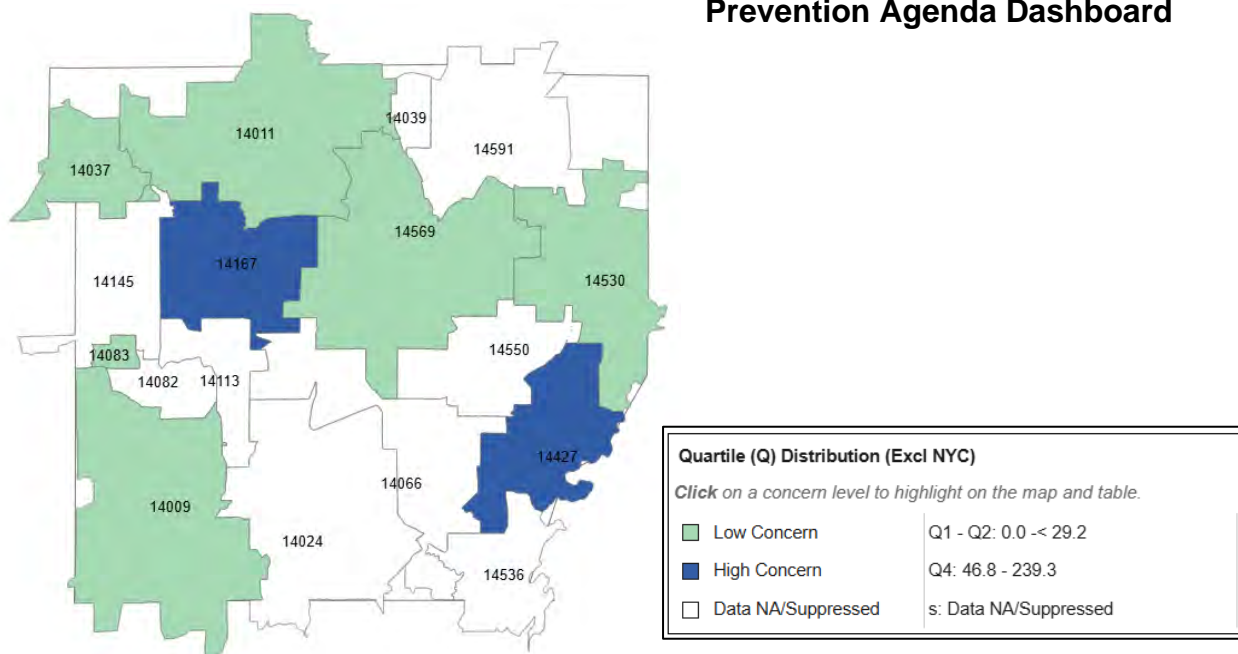 Prevention Agenda Dashboard
14039
14011
14591
14037
14569
14167
14145
14530
14083
14550
14082
14113
14427
14066
14009
14024
14536
Quartile (Q) Distribution (Excl NYC)
Click on a concern level to highlight on the map and table.
Low Concern Q1 - Q2: 0.0 -< 29.2
High Concern Q4: 46.8 - 239.3
Data NA/Suppressed s: Data NA/Suppressed